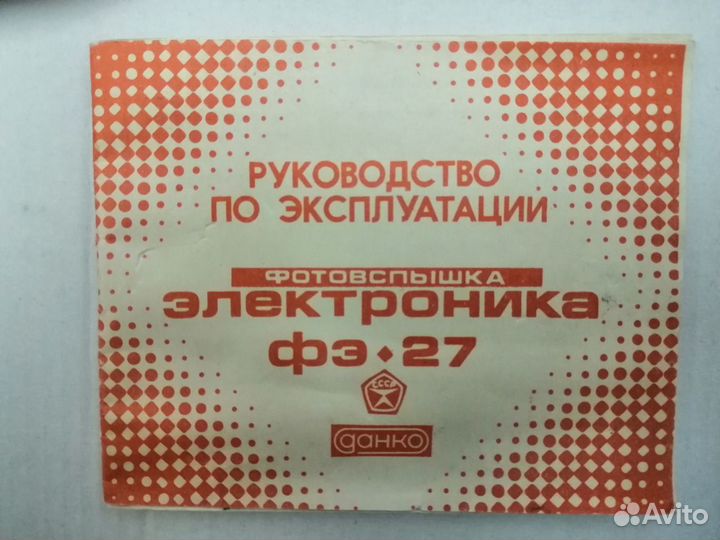 РУКОВОДСТВО
ПО ЭКСПЛУАТАЦИИ
ФОТОВСПЫШКА
электроника
фэ•27
СССР
данко
Avito